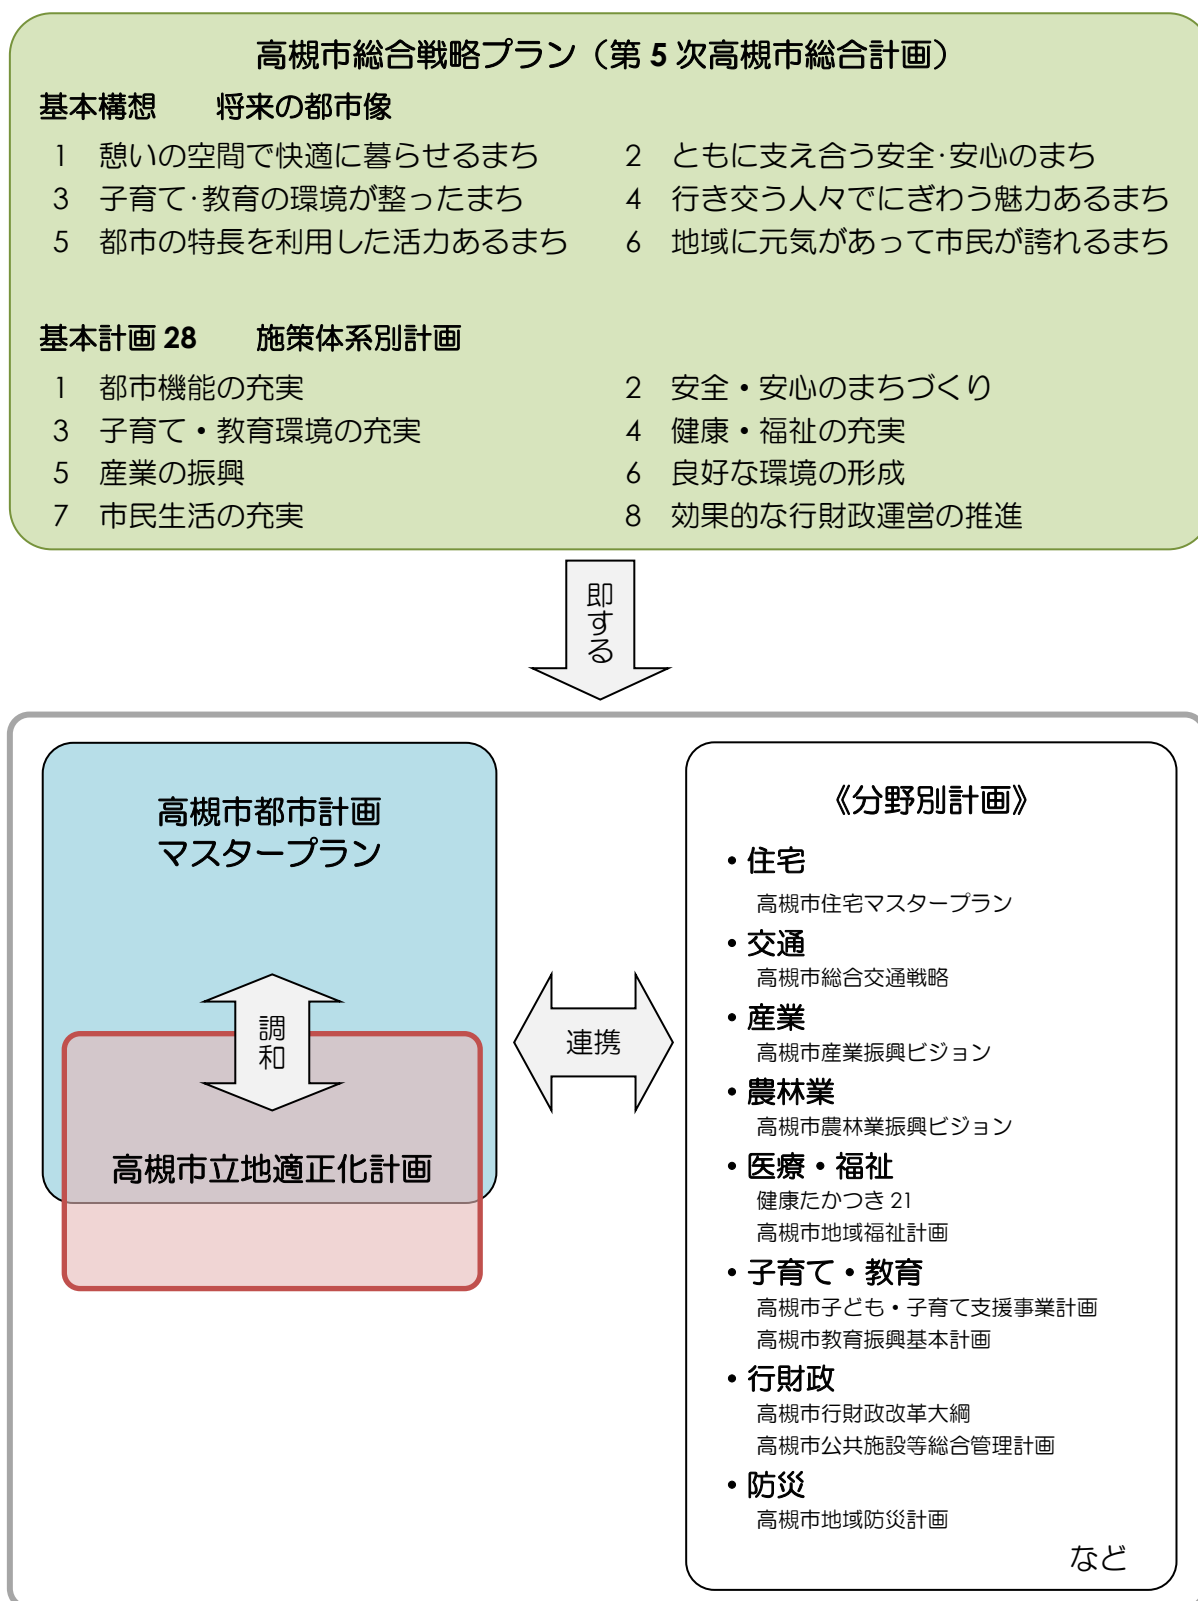 高槻市総合戦略プラン（第５次高槻市総合計画）
基本構想　　将来の都市像
1　憩いの空間で快適に暮らせるまち　2　ともに支え合う安全・安心のまち
3　子育て・教育の環境が整ったまち　4　行き交う人々でにぎわう魅力あるまち
5　都市の特長を利用した活力あるまち　6　地域に元気があって市民が誇れるまち
基本計画 28　　施策体系別計画
1　都市機能の充実　2　安全・安心のまちづくり
3　子育て・教育環境の充実　4　健康・福祉の充実
5　産業の振興　6　良好な環境の形成
7　市民生活の充実　8　効果的な行財政運営の推進
即する
高槻市都市計画
マスタープラン
調和
高槻市立地適正化計画
連携
《分野別計画》
・住宅
高槻市住宅マスタープラン
・交通
高槻市総合交通戦略
・産業
高槻市産業振興ビジョン
・農林業
高槻市農林業振興ビジョン
・医療・福祉
健康たかつき 21
高槻市地域福祉計画
・子育て・教育
高槻市子ども・子育て支援事業計画
高槻市教育振興基本計画
・行財政
高槻市行財政改革大綱
高槻市公共施設等総合管理計画
・防災
高槻市地域防災計画
など